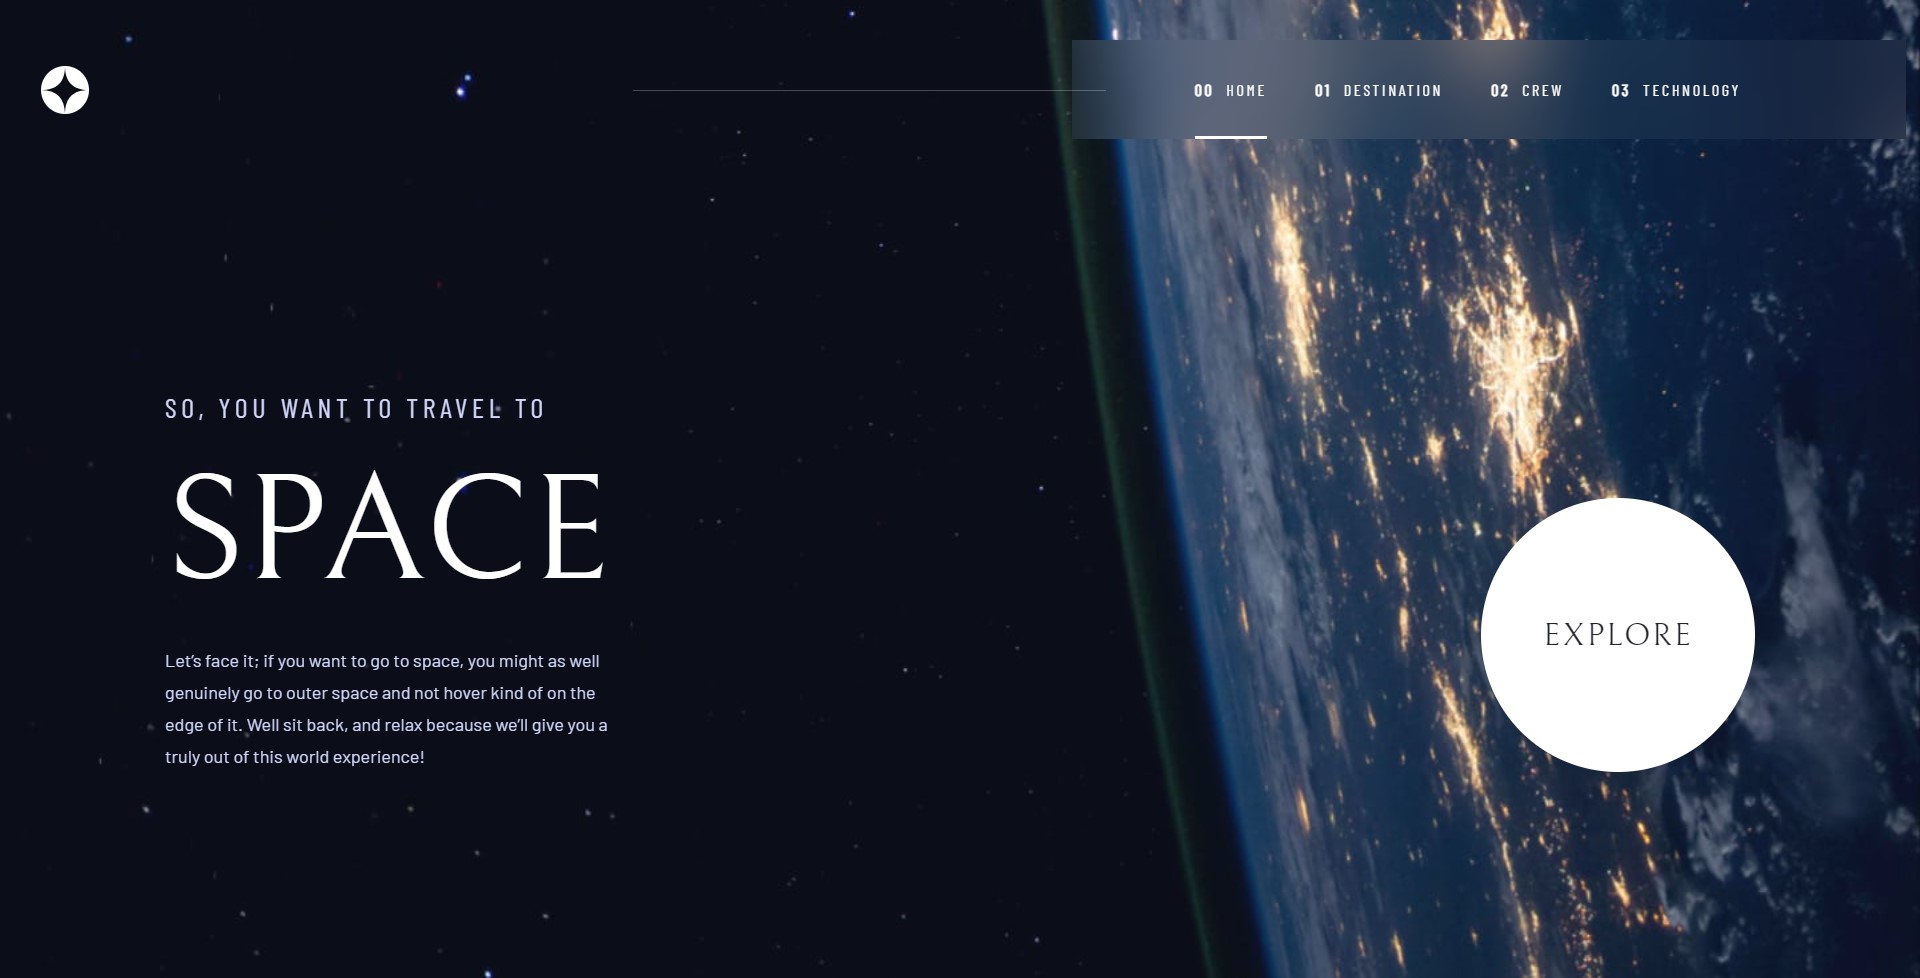 00 HOME 01 DESTINATION 02 CREW 03 TECHNOLOGY
SO, YOU WANT TO TRAVEL TO
SPACE
Let’s face it; if you want to go to space, you might as well
genuinely go to outer space and not hover kind of on the
edge of it. Well sit back, and relax because we’ll give you a
truly out of this world experience!
EXPLORE